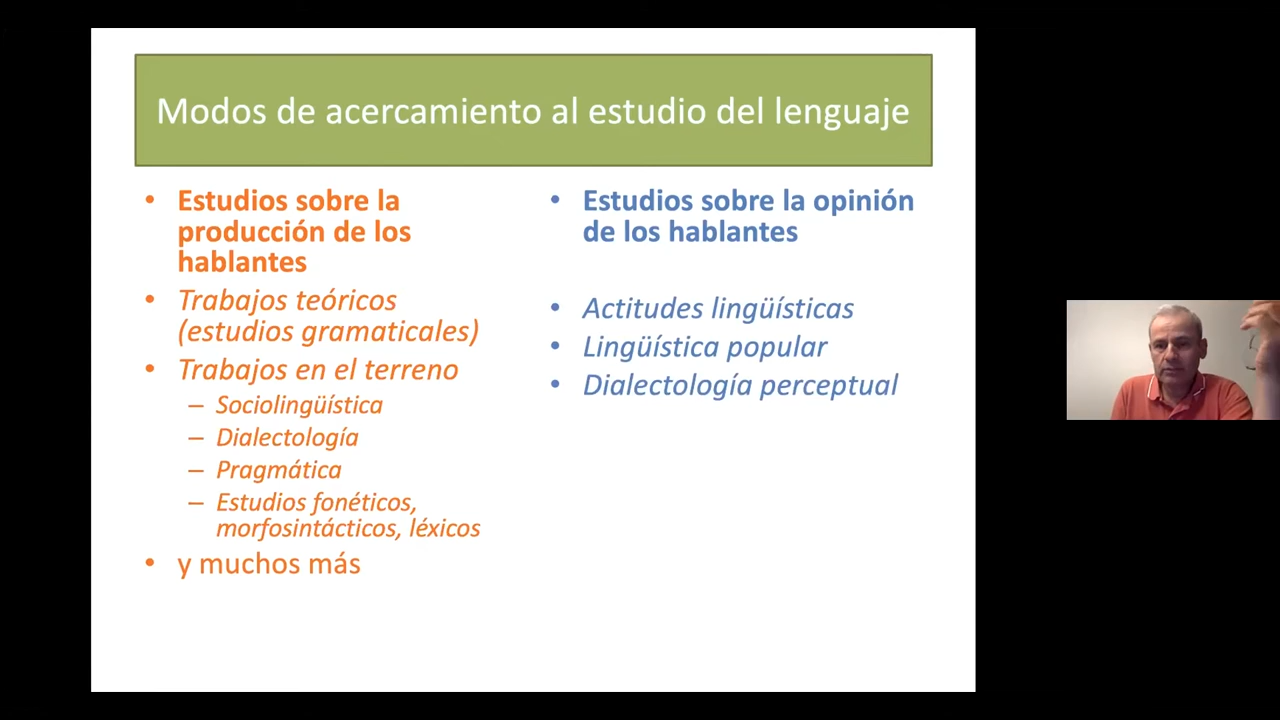 Modos de acercamiento al estudio del lenguaje
• Estudios sobre la
producción de los
hablantes
• Trabajos teóricos
(estudios gramaticales)
• Trabajos en el terreno
– Sociolingüística
– Dialectología
– Pragmática
– Estudios fonéticos,
morfosintácticos, léxicos
• y muchos más
• Estudios sobre la opinión
de los hablantes
• Actitudes lingüísticas
• Lingüística popular
• Dialectología perceptual